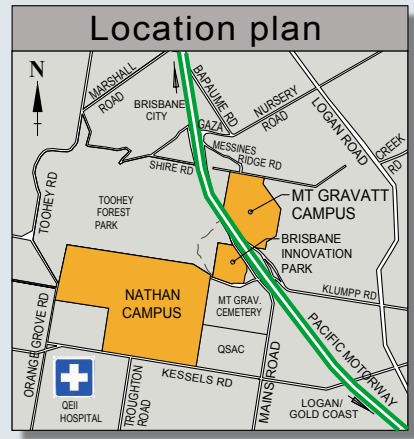 Location plan
N
MARSHALL
ROAD
BRISBANE
CITY
BAPAUME RD
GAZA
NURSERY
ROAD
LOGAN ROAD
CREEK
RD
MESSINES
RIDGE RD
SHIRE RD
TOOHEY RD
TOOHEY
FOREST
PARK
MT GRAVATT
CAMPUS
BRISBANE
INNOVATION
PARK
KLUMPP RD
NATHAN
CAMPUS
MT GRAV.
CEMETERY
QSAC
ORANGE GROVE RD
KESSELS RD
MAINS ROAD
PACIFIC MOTORWAY
QEII
HOSPITAL
TROUGHTON
ROAD
LOGAN/
GOLD COAST